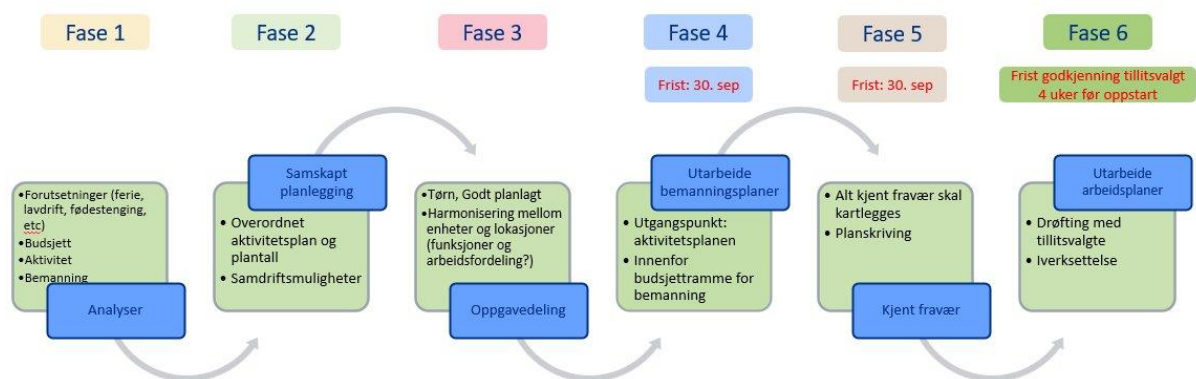 Fase 1
Fase 2
Fase 3
Fase 4
Fase 5
Fase 6
Frist: 30. sep
Frist: 30. sep
Frist godkjenning tillitsvalgt
4 uker før oppstart
•Forutsetninger (ferie,
lavdrift, fødestenging,
etc)
•Budsjett
•Aktivitet
•Bemanning
Analyser
Samskapt
planlegging
• Overordnet
aktivitetsplan og
plantall
• Samdriftsmuligheter
•Tørn, Godt planlagt
•Harmonisering mellom
enheter og lokasjoner
(funksjoner og
arbeidsfordeling?)
Oppgavedeling
Utarbeide
bemanningsplaner
• Utgangspunkt:
aktivitetsplanen
• Innenfor
budsjettramme for
bemanning
• Alt kjent fravær skal
kartlegges
• Planskriving
Kjent fravær
Utarbeide
arbeidsplaner
• Drøfting med
tillitsvalgte
• Iverksettelse